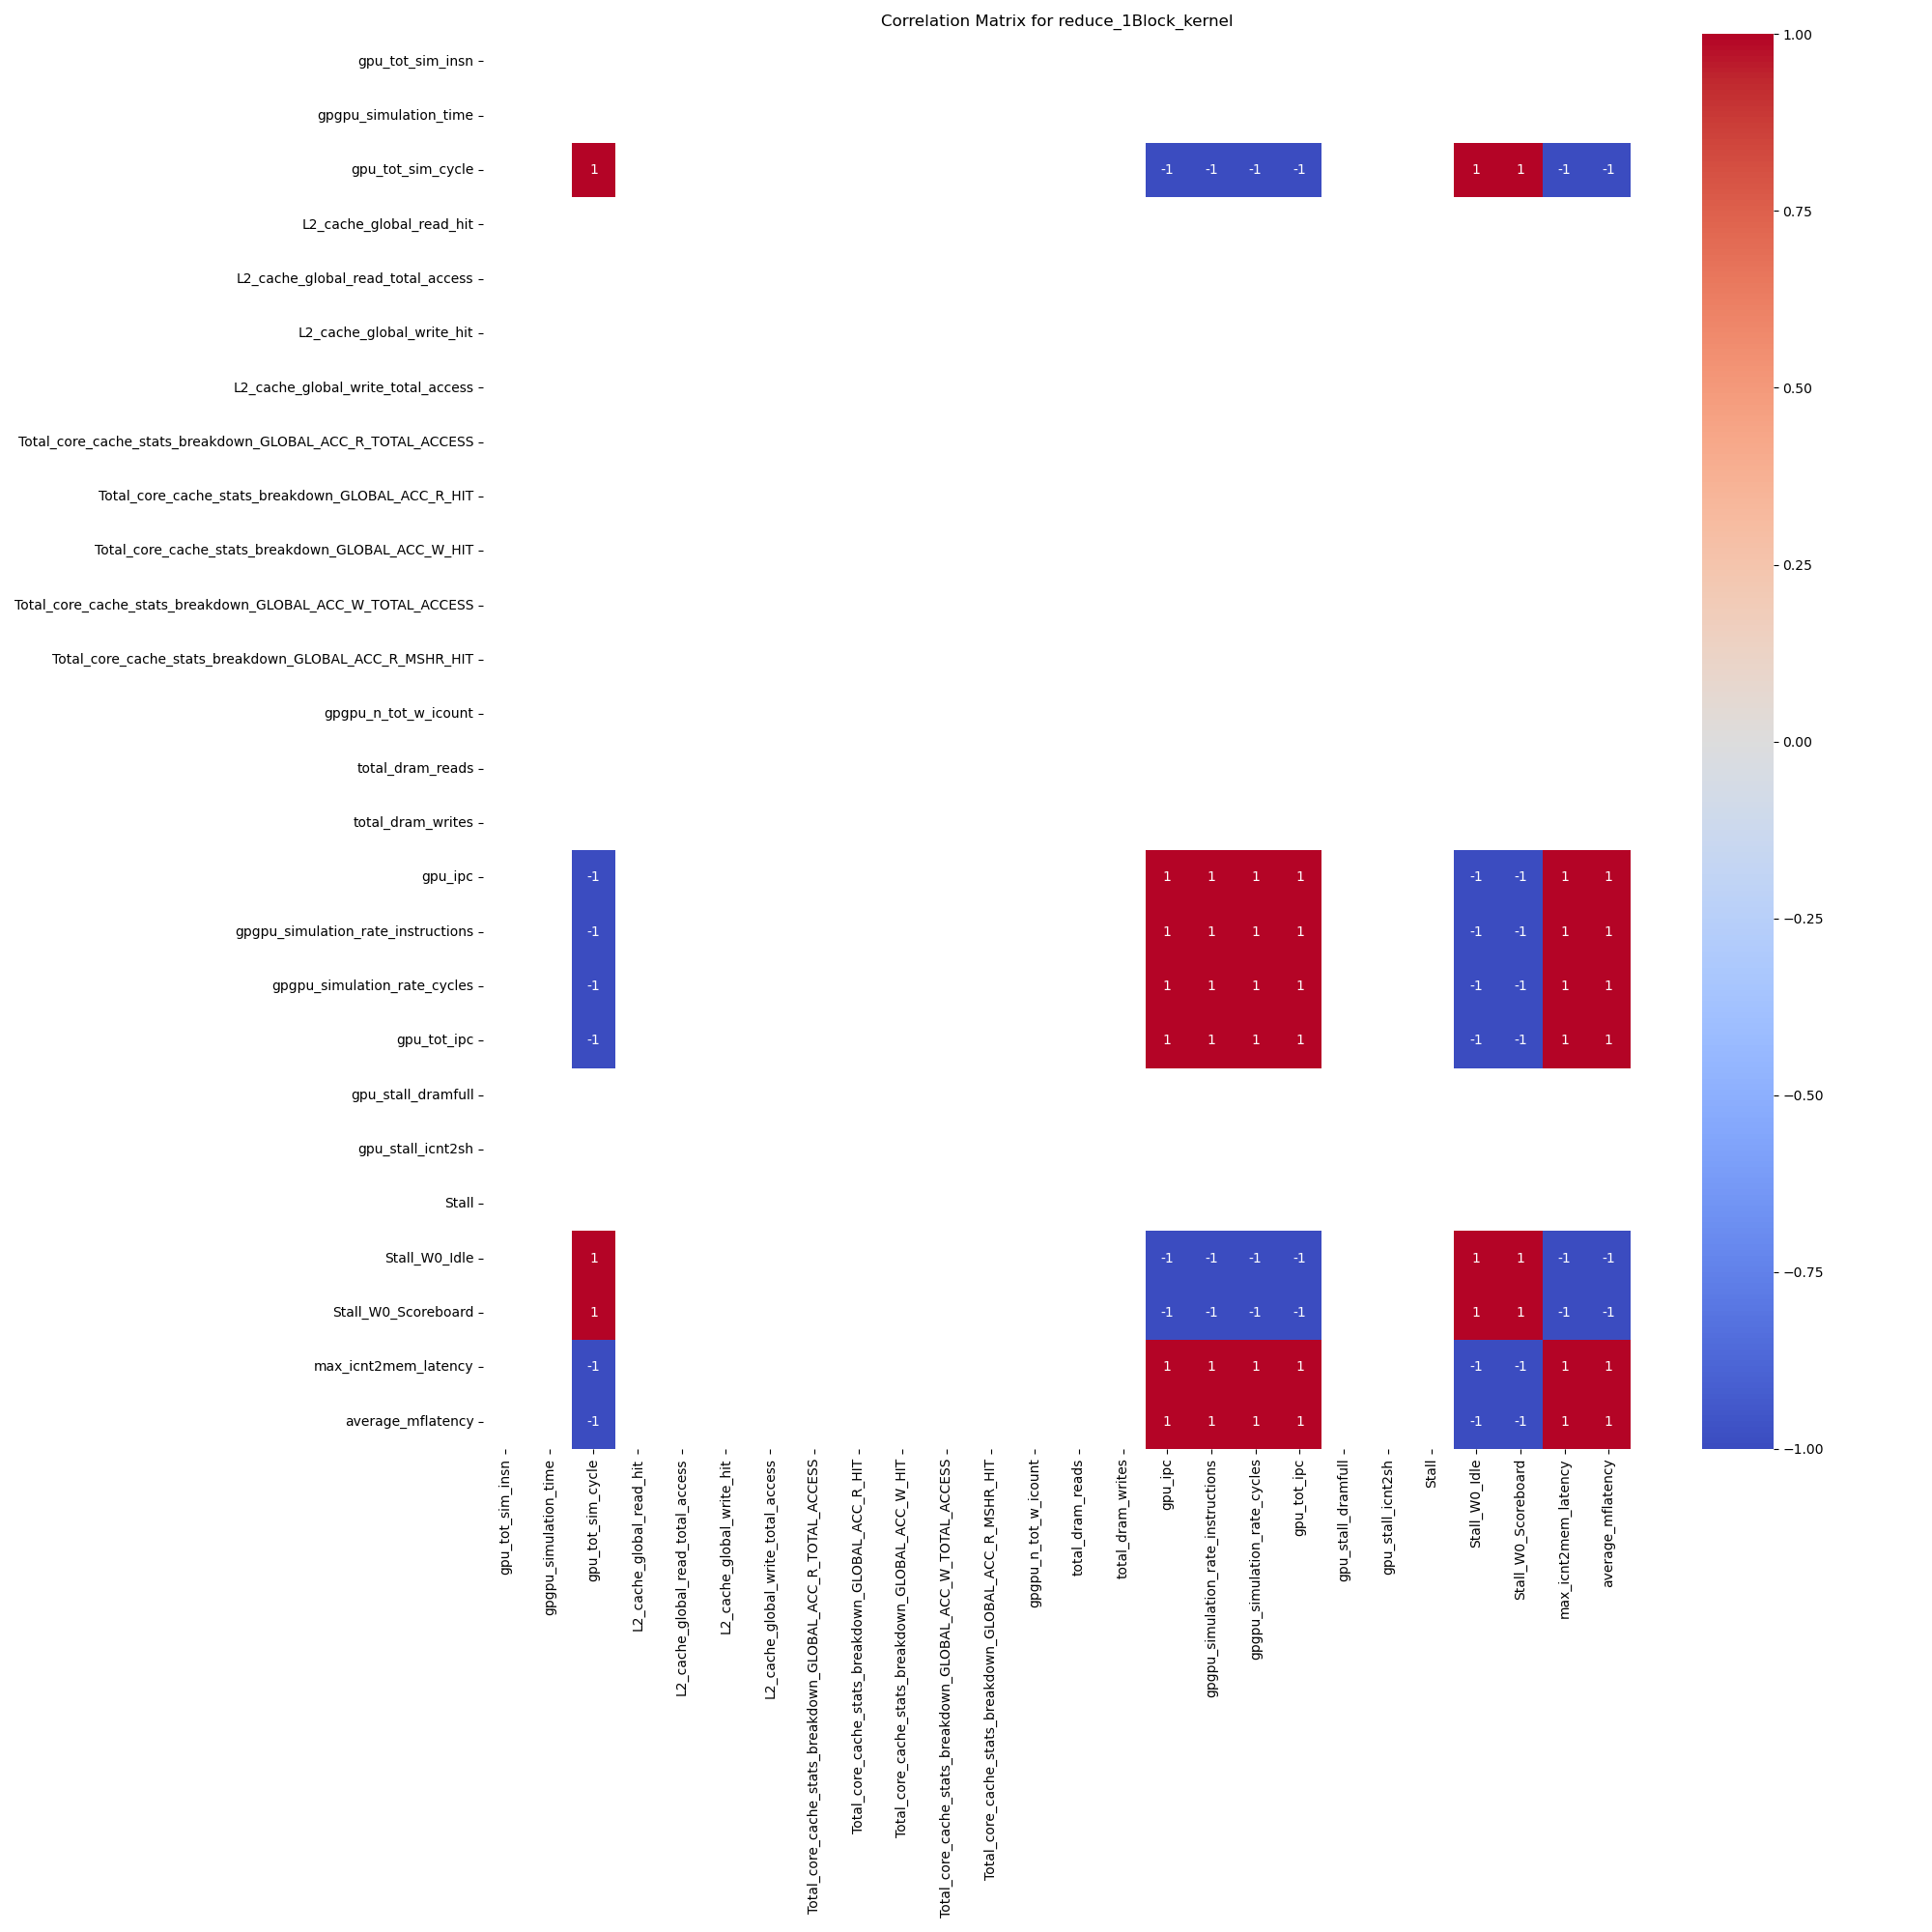 Correlation Matrix for reduce_1Block_kernel
gpu_tot_sim_insn
gpgpu_simulation_time
gpu_tot_sim_cycle 1 -1 -1 -1 -1 1 1 -1 -1
L2_cache_global_read_hit
L2_cache_global_read_total_access
L2_cache_global_write_hit
L2_cache_global_write_total_access
Total_core_cache_stats_breakdown_GLOBAL_ACC_R_TOTAL_ACCESS
Total_core_cache_stats_breakdown_GLOBAL_ACC_R_HIT
Total_core_cache_stats_breakdown_GLOBAL_ACC_W_HIT
Total_core_cache_stats_breakdown_GLOBAL_ACC_W_TOTAL_ACCESS
Total_core_cache_stats_breakdown_GLOBAL_ACC_R_MSHR_HIT
gpgpu_n_tot_w_icount
total_dram_reads
total_dram_writes
gpu_ipc -1 1 1 1 1 -1 -1 1 1
gpgpu_simulation_rate_instructions -1 1 1 1 1 -1 -1 1 1
gpgpu_simulation_rate_cycles -1 1 1 1 1 -1 -1 1 1
gpu_tot_ipc -1 1 1 1 1 -1 -1 1 1
gpu_stall_dramfull
gpu_stall_icnt2sh
Stall
Stall_W0_Idle 1 -1 -1 -1 -1 1 1 -1 -1
Stall_W0_Scoreboard 1 -1 -1 -1 -1 1 1 -1 -1
max_icnt2mem_latency -1 1 1 1 1 -1 -1 1 1
average_mflatency -1 1 1 1 1 -1 -1 1 1
gpu_tot_sim_insn
gpgpu_simulation_time
gpu_tot_sim_cycle
L2_cache_global_read_hit
L2_cache_global_read_total_access
L2_cache_global_write_hit
L2_cache_global_write_total_access
Total_core_cache_stats_breakdown_GLOBAL_ACC_R_TOTAL_ACCESS
Total_core_cache_stats_breakdown_GLOBAL_ACC_R_HIT
Total_core_cache_stats_breakdown_GLOBAL_ACC_W_HIT
Total_core_cache_stats_breakdown_GLOBAL_ACC_W_TOTAL_ACCESS
Total_core_cache_stats_breakdown_GLOBAL_ACC_R_MSHR_HIT
gpgpu_n_tot_w_icount
total_dram_reads
total_dram_writes
gpu_ipc
gpgpu_simulation_rate_instructions
gpgpu_simulation_rate_cycles
gpu_tot_ipc
gpu_stall_dramfull
gpu_stall_icnt2sh
Stall
Stall_W0_Idle
Stall_W0_Scoreboard
max_icnt2mem_latency
average_mflatency
1.00
0.75
0.50
0.25
0.00
−0.25
−0.50
−0.75
−1.00